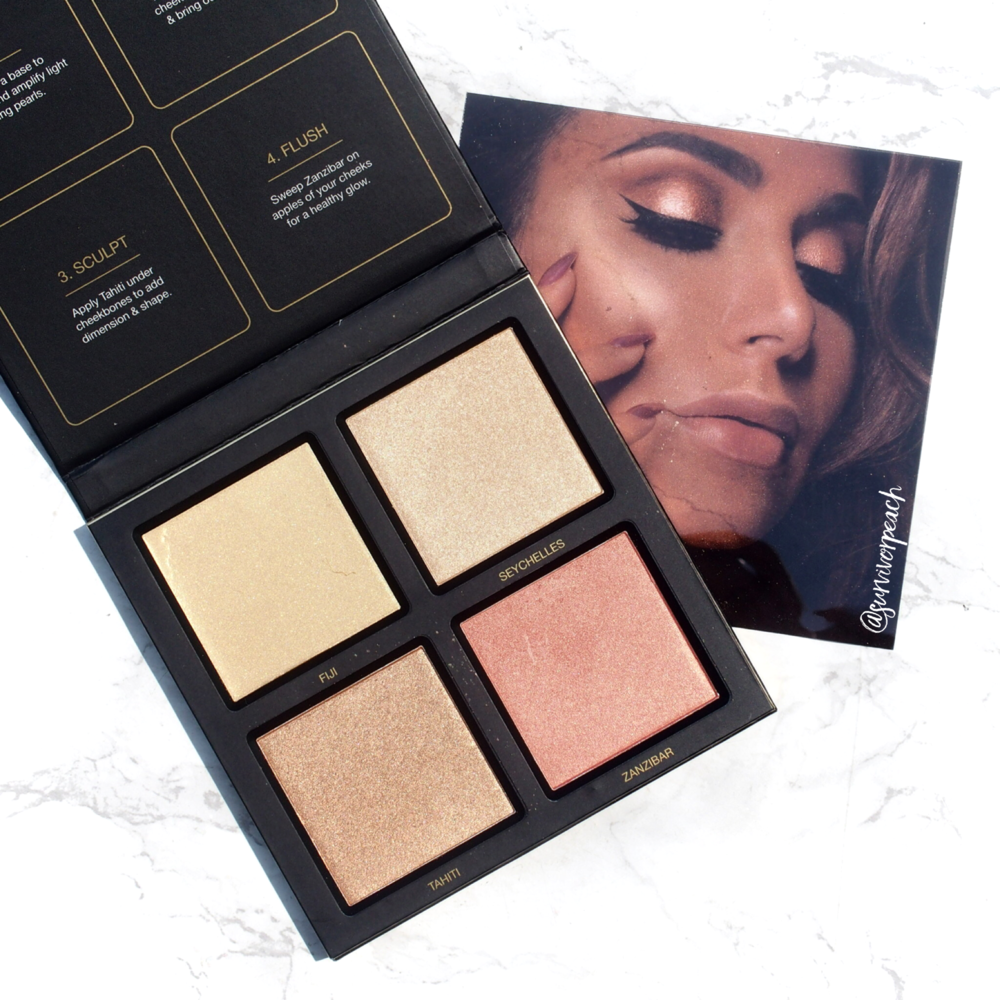 cheek
& bring o
a base to
nd amplify light
ng pearls.
4. FLUSH
Sweep Zanzibar on
apples of your cheeks
for a healthy glow.
3. SCULPT
Apply Tahiti under
cheekbones to add
dimension & shape.
SEYCHELLES
FIJI
ZANZIBAR
TAHITI
@survivorpeach